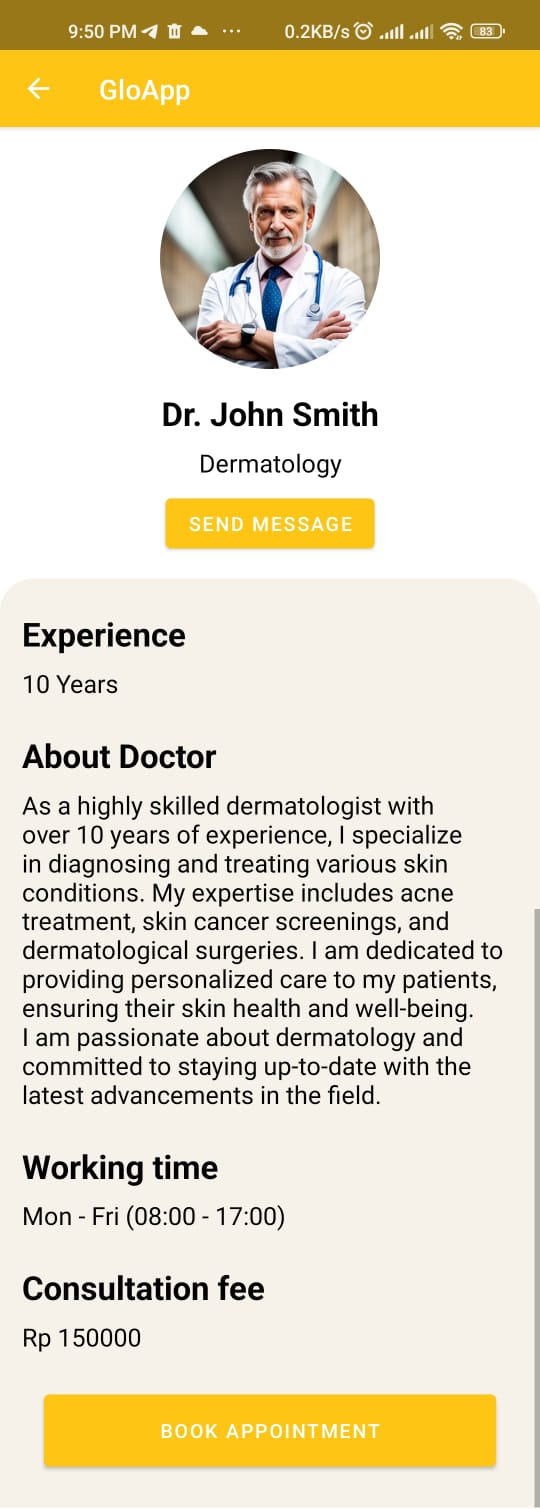 9:50 PM ... 0.2KB/s 83
GloApp
Dr. John Smith
Dermatology
SEND MESSAGE
Experience
10 Years
About Doctor
As a highly skilled dermatologist with
over 10 years of experience, I specialize
in diagnosing and treating various skin
conditions. My expertise includes acne
treatment, skin cancer screenings, and
dermatological surgeries. I am dedicated to
providing personalized care to my patients,
ensuring their skin health and well-being.
I am passionate about dermatology and
committed to staying up-to-date with the
latest advancements in the field.
Working time
Mon - Fri (08:00 - 17:00)
Consultation fee
Rp 150000
BOOK APPOINTMENT